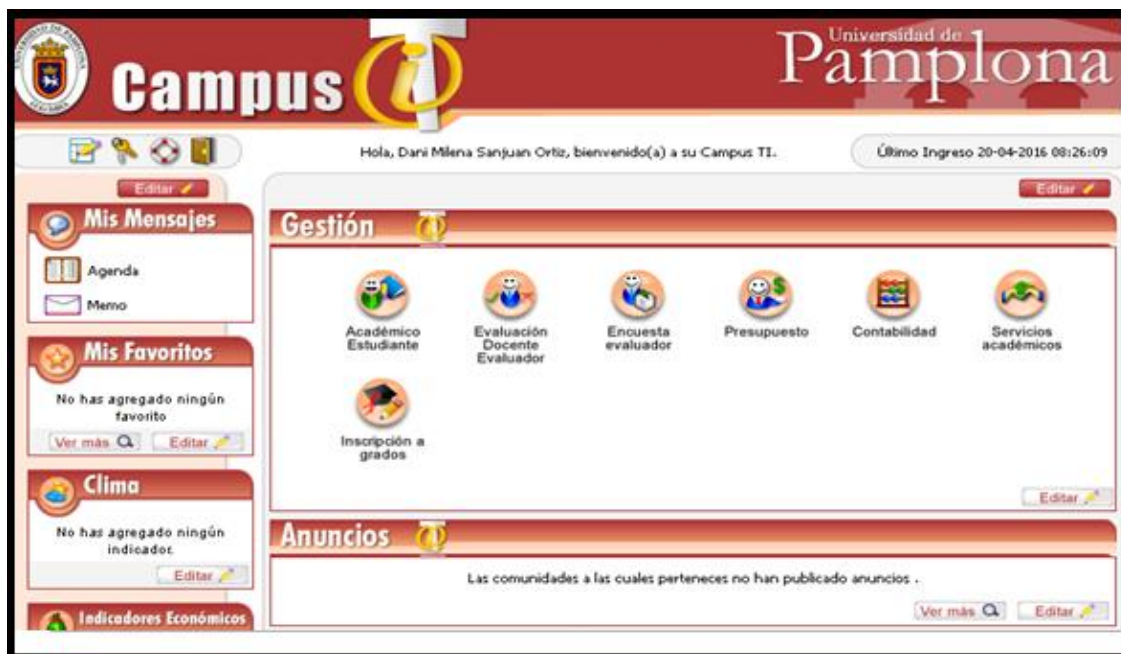 Campus TI
Universidad de
Pamplona
Hola, Dani Milena Sanjuan Ortiz, bienvenido(a) a su Campus TI.
Último Ingreso 20-04-2016 08:26:09
Editar
Mis Mensajes
Agenda
Memo
Mis Favoritos
No has agregado ningún
favorito
Ver más
Editar
Clima
No has agregado ningún
indicador.
Editar
Indicadores Económicos
Editar
Gestión
Académico
Estudiante
Evaluación
Docente
Evaluador
Encuesta
evaluador
Presupuesto
Contabilidad
Servicios
académicos
Inscripción a
grados
Editar
Anuncios
Las comunidades a las cuales perteneces no han publicado anuncios .
Ver más
Editar